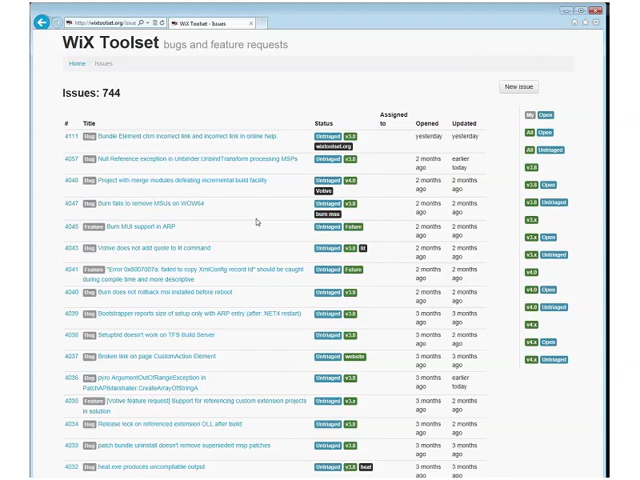 http://wixtoolset.org/issue
WiX Toolset - Issues
WiX Toolset bugs and feature requests
Home / Issues
Issues: 744
New issue
# Title Status Assigned to Opened Updated
4111 Bug Bundle Element chm incorrect link and incorrect link in online help. Untriaged v3.8 wixtoolset.org yesterday yesterday
4057 Bug Null Reference exception in Unbinder.UnbindTransform processing MSPs Untriaged v3.8 2 months ago earlier today
4048 Bug Project with merge modules defeating incremental build facility Untriaged v4.0 Votive 2 months ago 2 months ago
4047 Bug Burn fails to remove MSUs on WOW64 Untriaged v3.8 burn msu 2 months ago 2 months ago
4045 Feature Burn MUI support in ARP Untriaged Future 2 months ago 2 months ago
4043 Bug Votive does not add quote to lit command Untriaged v3.8 lit 2 months ago 2 months ago
4041 Feature "Error 0x8007007a: failed to copy XmlConfig record id" should be caught during compile time and more descriptive Untriaged Future 2 months ago 2 months ago
4040 Bug Burn does not rollback msi installed before reboot Untriaged v3.8 2 months ago 2 months ago
4039 Bug Bootstrapper reports size of setup only with ARP entry (after .NET4 restart) Untriaged v3.8 3 months ago 3 months ago
4038 Bug Setupbld doesn't work on TFS Build Server Untriaged v3.8 3 months ago 2 months ago
4037 Bug Broken link on page CustomAction Element Untriaged website 3 months ago 3 months ago
4036 Bug pyro ArgumentOutOfRangeException in PatchAPIMarshaller.CreateArrayOfStringA Untriaged v3.8 3 months ago earlier today
4035 Feature [Votive feature request] Support for referencing custom extension projects in solution Untriaged v3.x 3 months ago 2 months ago
4034 Bug Release lock on referenced extension DLL after build Untriaged v3.8 3 months ago 2 months ago
4033 Bug patch bundle uninstall doesn't remove superseded msp patches Untriaged v3.8 3 months ago 3 months ago
4032 Bug heat.exe produces uncompilable output Untriaged v3.8 heat 3 months 3 months
My Open
All Open
All Untriaged
v3.8
v3.8 Open
v3.8 Untriaged
v3.x
v3.x Open
v3.x Untriaged
v4.0
v4.0 Open
v4.0 Untriaged
v4.x
v4.x Open
v4.x Untriaged